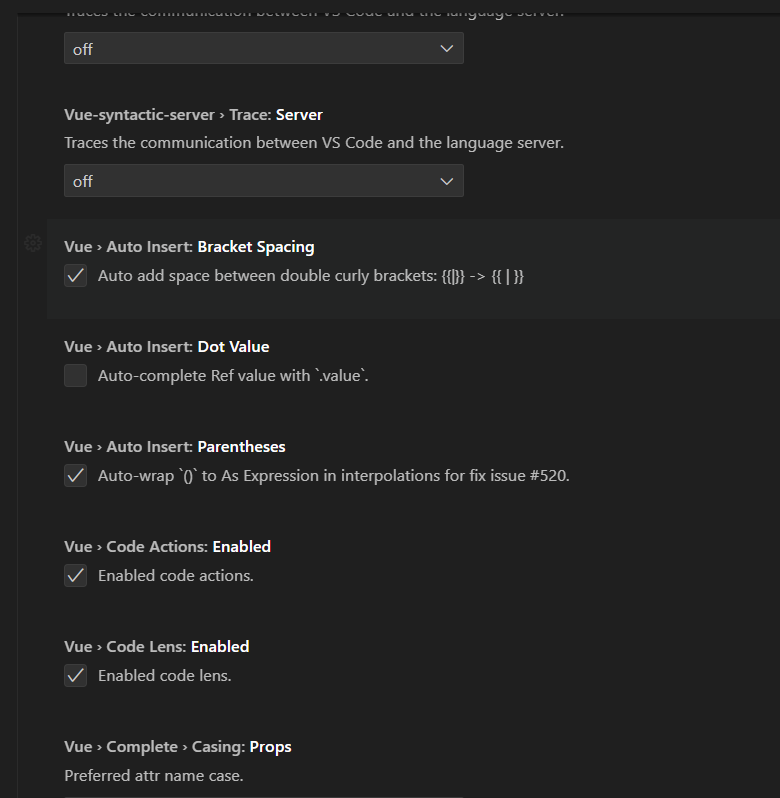 Traces the communication between VS Code and the language server.
off
Vue-syntactic-server › Trace: Server
Traces the communication between VS Code and the language server.
off
Vue › Auto Insert: Bracket Spacing
Auto add space between double curly brackets: {{|}} -> {{ | }}
Vue › Auto Insert: Dot Value
Auto-complete Ref value with `.value`.
Vue › Auto Insert: Parentheses
Auto-wrap `()` to As Expression in interpolations for fix issue #520.
Vue › Code Actions: Enabled
Enabled code actions.
Vue › Code Lens: Enabled
Enabled code lens.
Vue › Complete › Casing: Props
Preferred attr name case.